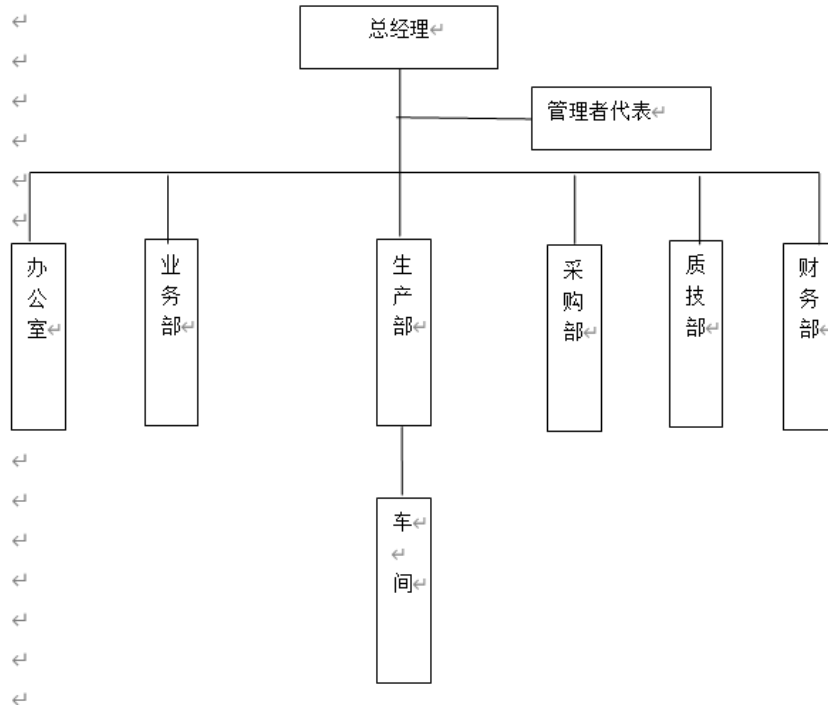 总经理
管理者代表
办公室
业务部
生产部
采购部
质技部
财务部
车间